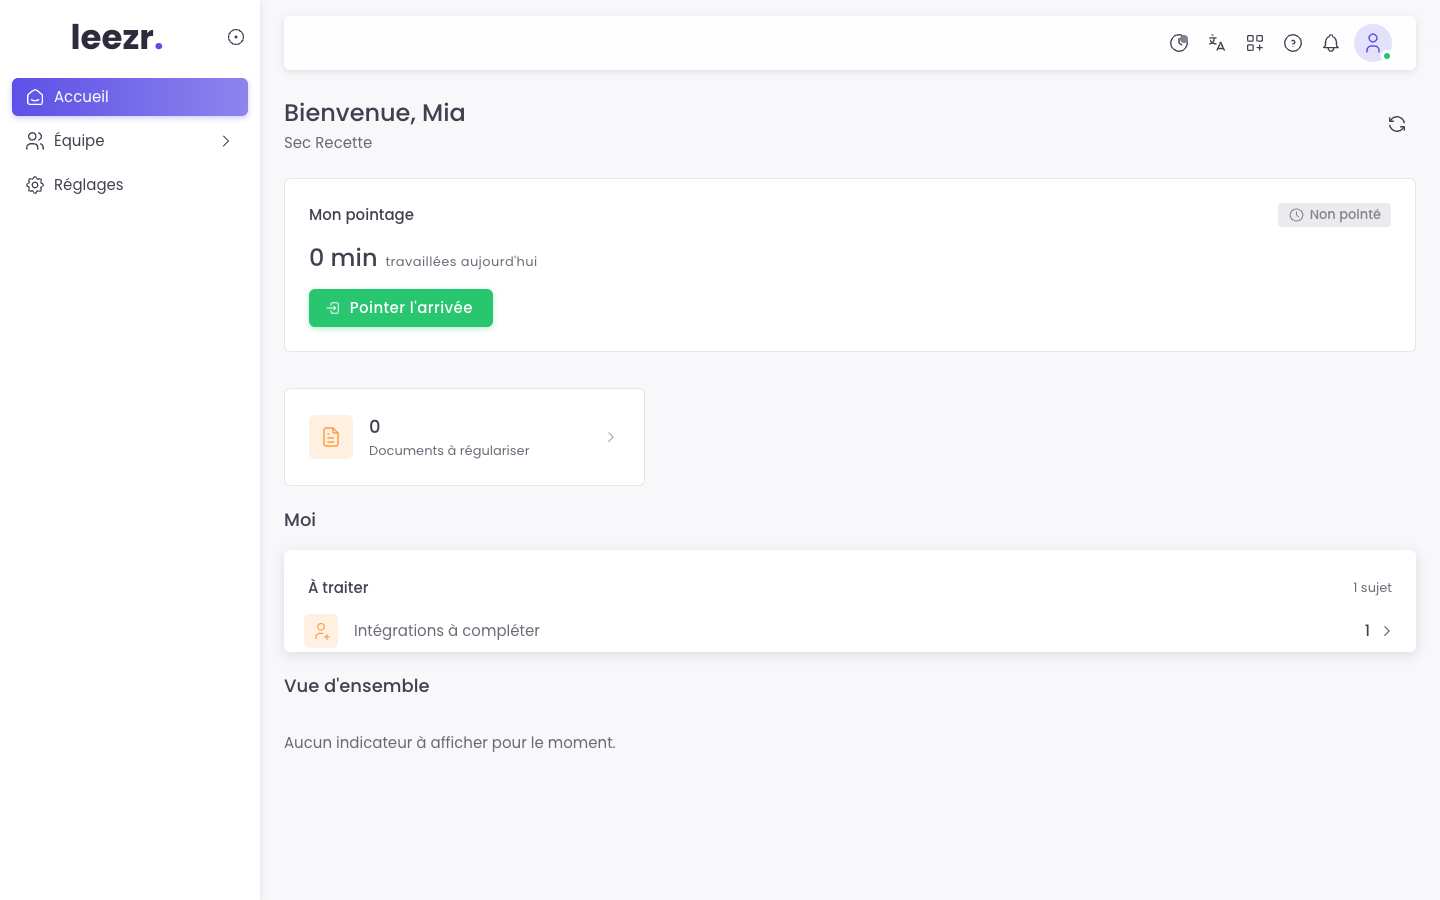 leezr.
Accueil
Équipe
Réglages
Bienvenue, Mia
Sec Recette
Mon pointage
Non pointé
0 min travaillées aujourd'hui
Pointer l'arrivée
0
Documents à régulariser
Moi
À traiter
1 sujet
Intégrations à compléter
1
Vue d'ensemble
Aucun indicateur à afficher pour le moment.